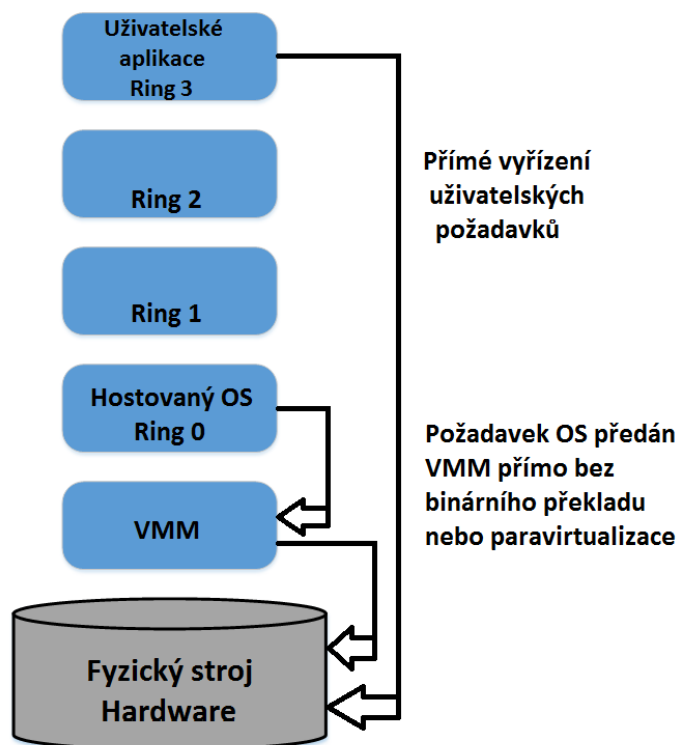 Uživatelské
aplikace
Ring 3
Přímé vyřízení
uživatelských
požadavků
Ring 2
Ring 1
Hostovaný OS
Ring 0
Požadavek OS předán
VMM přímo bez
binárního překladu
nebo paravirtualizace
VMM
Fyzický stroj
Hardware